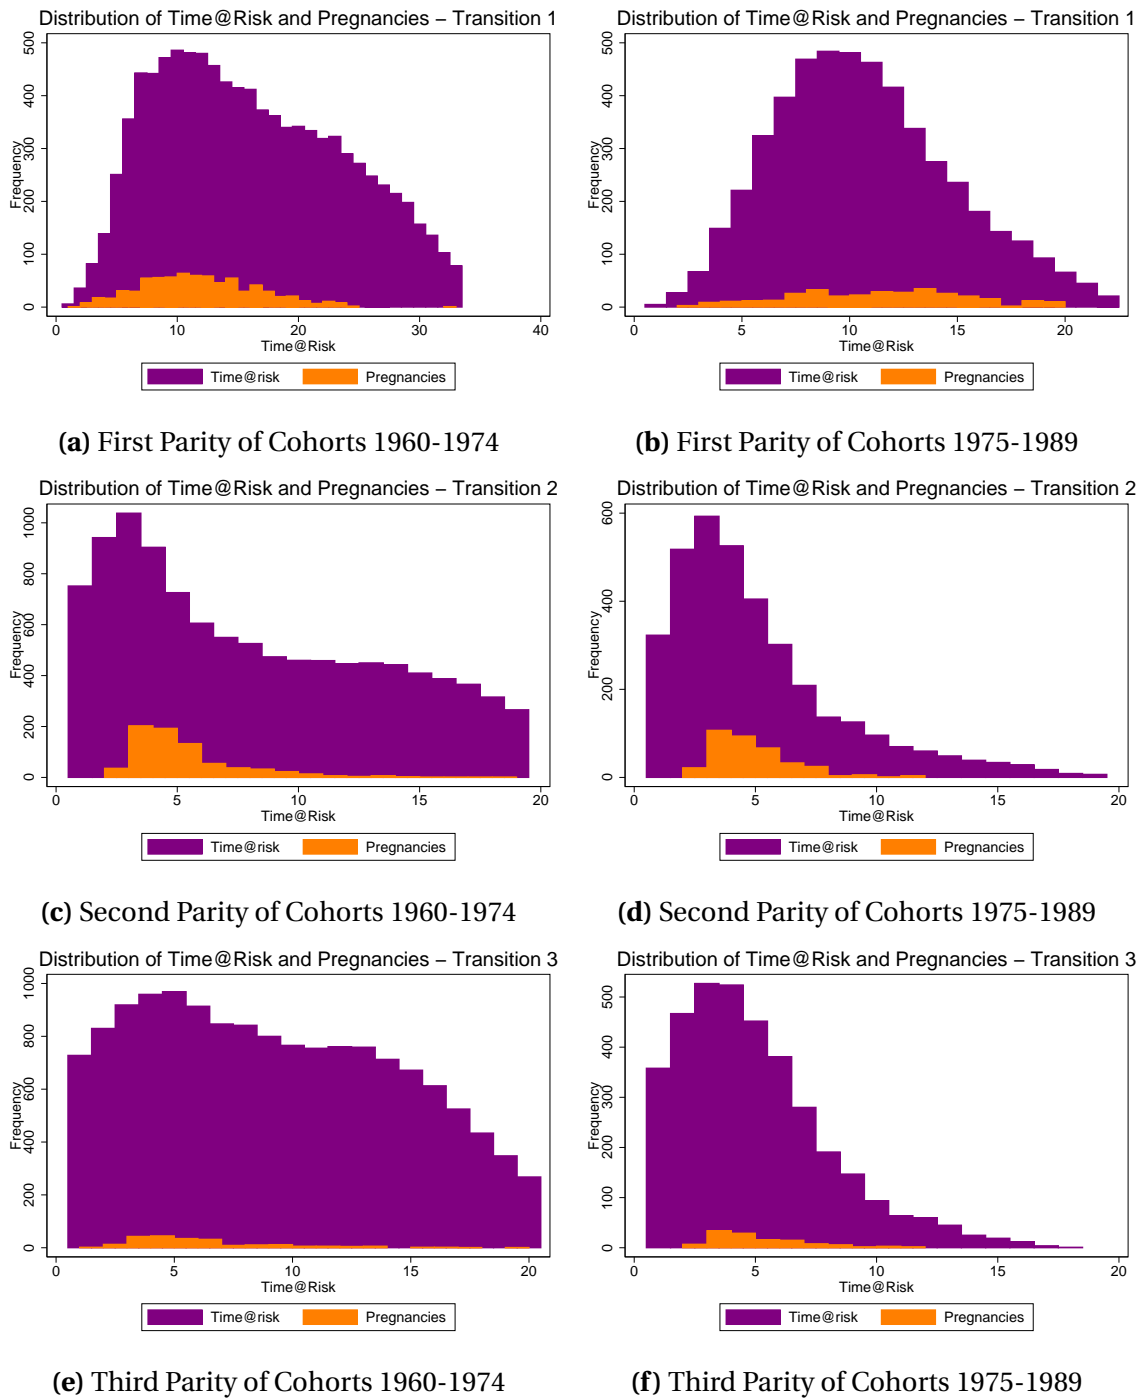 Distribution of Time@Risk and Pregnancies – Transition 1
Frequency
0 100 200 300 400 500
0 10 20 30 40
Time@Risk
Time@risk Pregnancies
(a) First Parity of Cohorts 1960-1974
Distribution of Time@Risk and Pregnancies – Transition 1
Frequency
0 100 200 300 400 500
0 5 10 15 20
Time@Risk
Time@risk Pregnancies
(b) First Parity of Cohorts 1975-1989
Distribution of Time@Risk and Pregnancies – Transition 2
Frequency
0 200 400 600 800 1000
0 5 10 15 20
Time@Risk
Time@risk Pregnancies
(c) Second Parity of Cohorts 1960-1974
Distribution of Time@Risk and Pregnancies – Transition 2
Frequency
0 200 400 600
0 5 10 15 20
Time@Risk
Time@risk Pregnancies
(d) Second Parity of Cohorts 1975-1989
Distribution of Time@Risk and Pregnancies – Transition 3
Frequency
0 200 400 600 800 1000
0 5 10 15 20
Time@Risk
Time@risk Pregnancies
(e) Third Parity of Cohorts 1960-1974
Distribution of Time@Risk and Pregnancies – Transition 3
Frequency
0 100 200 300 400 500
0 5 10 15 20
Time@Risk
Time@risk Pregnancies
(f) Third Parity of Cohorts 1975-1989